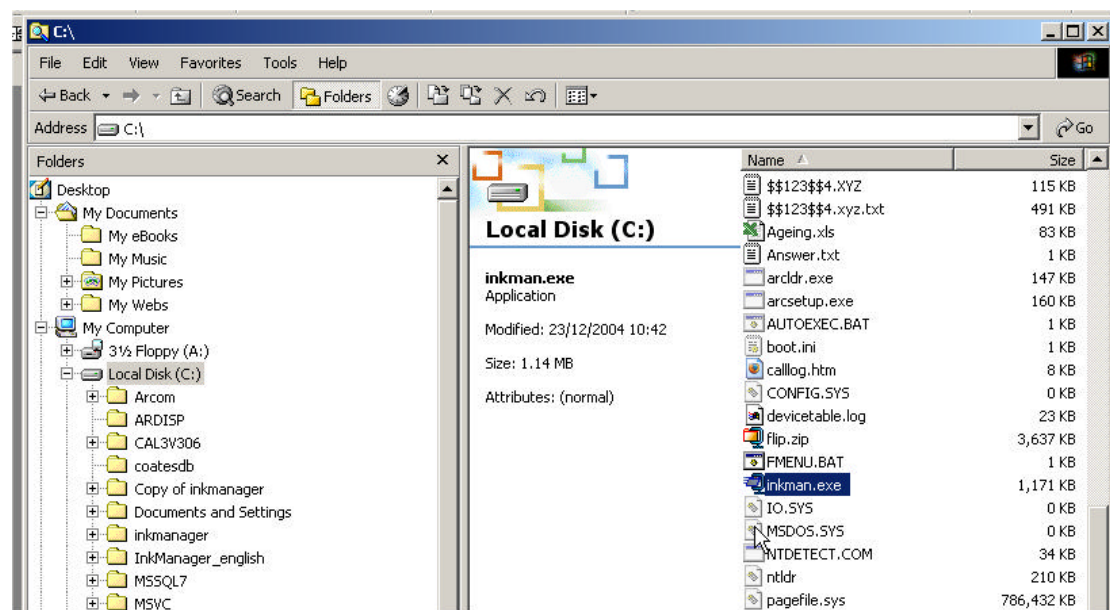 C:\
File Edit View Favorites Tools Help
Back Search Folders
Address C:\ Go
Folders
Desktop
My Documents
My eBooks
My Music
My Pictures
My Webs
My Computer
3½ Floppy (A:)
Local Disk (C:)
Arcom
ARDISP
CAL3V306
coatesdb
Copy of inkmanager
Documents and Settings
inkmanager
InkManager_english
MSSQL7
MSVC
Local Disk (C:)
inkman.exe
Application
Modified: 23/12/2004 10:42
Size: 1.14 MB
Attributes: (normal)
Name Size
$$123$$4.XYZ 115 KB
$$123$$4.xyz.txt 491 KB
Ageing.xls 83 KB
Answer.txt 1 KB
arcldr.exe 147 KB
arcsetup.exe 160 KB
AUTOEXEC.BAT 1 KB
boot.ini 1 KB
calllog.htm 8 KB
CONFIG.SYS 0 KB
devicetable.log 23 KB
flip.zip 3,637 KB
FMENU.BAT 1 KB
inkman.exe 1,171 KB
IO.SYS 0 KB
MSDOS.SYS 0 KB
NTDETECT.COM 34 KB
ntldr 210 KB
pagefile.sys 786,432 KB